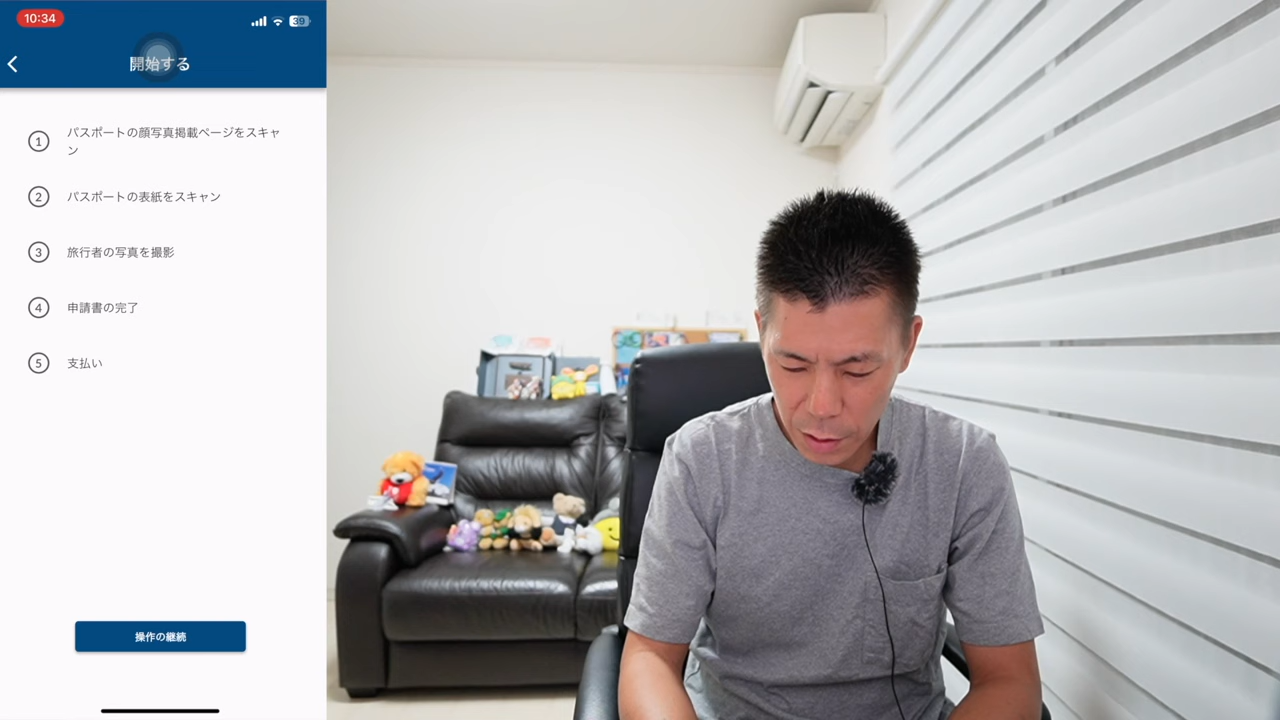 10:34
39
開始する
1
パスポートの顔写真掲載ページをスキャ
ン
2
パスポートの表紙をスキャン
3
旅行者の写真を撮影
4
申請書の完了
5
支払い
操作の継続